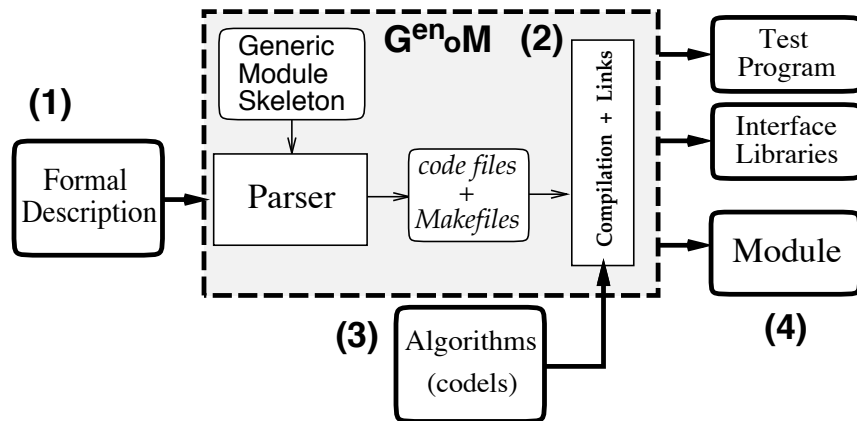 GenoM (2)
Generic
Module
Skeleton
Test
Program
(1)
Formal
Description
Parser
code files
+
Makefiles
Compilation + Links
Interface
Libraries
Module
(3)
Algorithms
(codels)
(4)